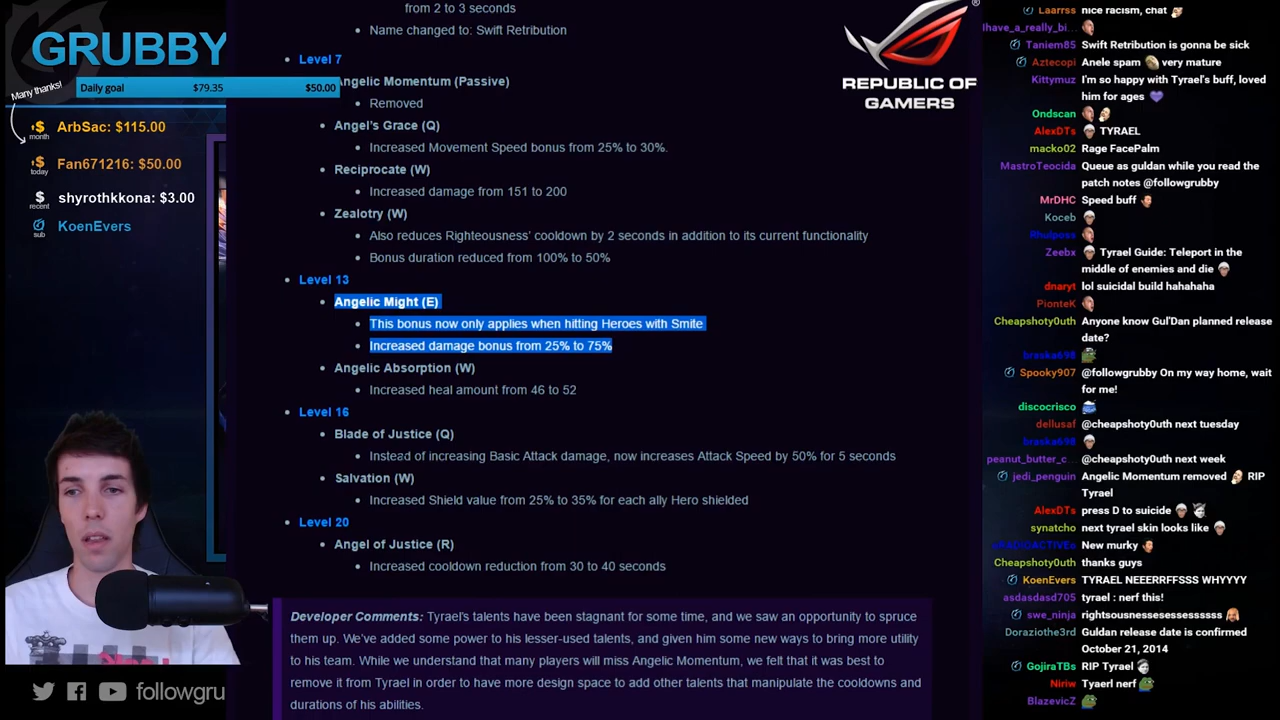 GRUBBY
Many thanks!
Daily goal $79.35 $50.00
month ArbSac: $115.00
today Fan671216: $50.00
recent shyrothkkona: $3.00
sub KoenEvers
from 2 to 3 seconds
Name changed to: Swift Retribution
Level 7
Angelic Momentum (Passive)
Removed
Angel's Grace (Q)
Increased Movement Speed bonus from 25% to 30%.
Reciprocate (W)
Increased damage from 151 to 200
Zealotry (W)
Also reduces Righteousness' cooldown by 2 seconds in addition to its current functionality
Bonus duration reduced from 100% to 50%
Level 13
Angelic Might (E)
This bonus now only applies when hitting Heroes with Smite
Increased damage bonus from 25% to 75%
Angelic Absorption (W)
Increased heal amount from 46 to 52
Level 16
Blade of Justice (Q)
Instead of increasing Basic Attack damage, now increases Attack Speed by 50% for 5 seconds
Salvation (W)
Increased Shield value from 25% to 35% for each ally Hero shielded
Level 20
Angel of Justice (R)
Increased cooldown reduction from 30 to 40 seconds
Developer Comments: Tyrael's talents have been stagnant for some time, and we saw an opportunity to spruce
them up. We've added some power to his lesser-used talents, and given him some new ways to bring more utility
to his team. While we understand that many players will miss Angelic Momentum, we felt that it was best to
remove it from Tyrael in order to have more design space to add other talents that manipulate the cooldowns and
durations of his abilities.
followgru
REPUBLIC OF
GAMERS
Laarrss nice racism, chat
Ihave_a_really_bi...
Taniem85 Swift Retribution is gonna be sick
Aztecopi Anele spam very mature
Kittymuz I'm so happy with Tyrael's buff, loved
him for ages
Ondscan
AlexDTs TYRAEL
macko02 Rage FacePalm
MastroTeocida Queue as guldan while you read the
patch notes @followgrubby
MrDHC Speed buff
Koceb
Rhulposs
Zeebx Tyrael Guide: Teleport in the
middle of enemies and die
dnaryt lol suicidal build hahahaha
PionteK
Cheapshoty0uth Anyone know Gul'Dan planned release
date?
braska698
Spooky907 @followgrubby On my way home, wait
for me!
discocrisco
dellusaf @cheapshoty0uth next tuesday
braska698
peanut_butter_c... @cheapshoty0uth next week
jedi_penguin Angelic Momentum removed RIP
Tyrael
AlexDTs press D to suicide
synatcho next tyrael skin looks like
New murky
Cheapshoty0uth thanks guys
KoenEvers TYRAEL NEEERRFFSSS WHYYYY
asdasdasd705 tyrael : nerf this!
swe_ninja rightsousnessesessesssss
Doraziothe3rd Guldan release date is confirmed
October 21, 2014
GojiraTBs RIP Tyrael
Niriw Tyaerl nerf
BlazevicZ